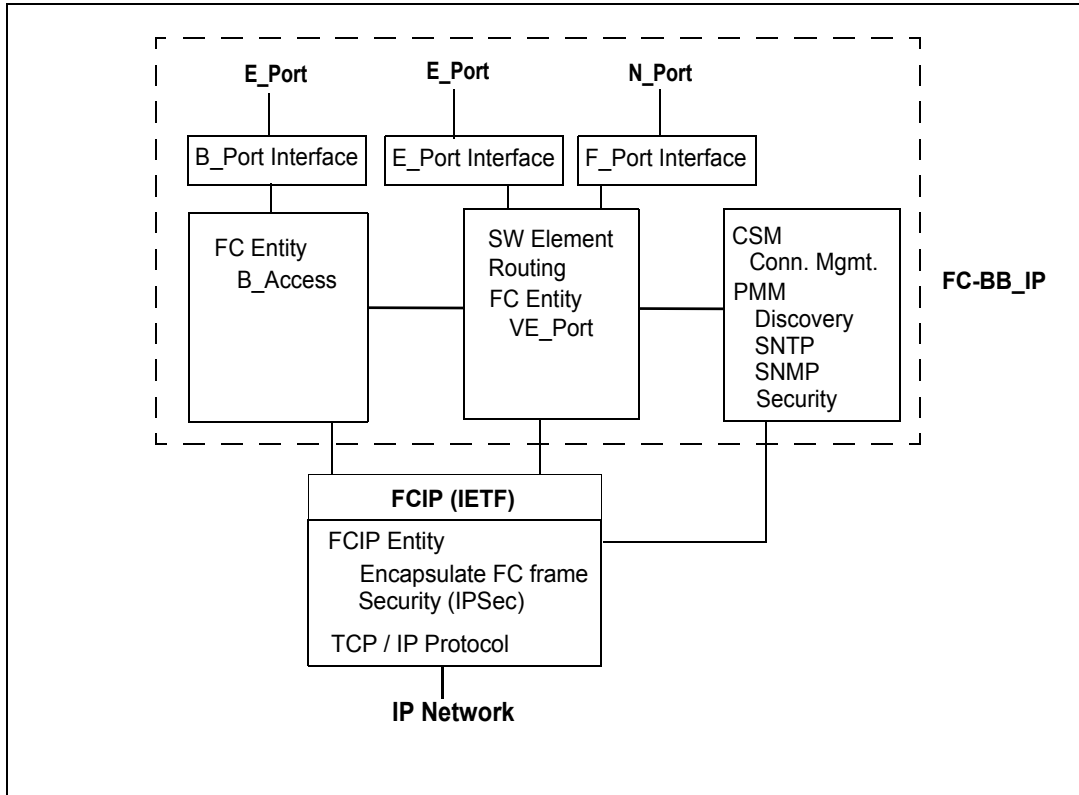 E_Port
E_Port
N_Port
B_Port Interface
E_Port Interface
F_Port Interface
FC Entity
B_Access
SW Element
Routing
FC Entity
VE_Port
CSM
Conn. Mgmt.
PMM
Discovery
SNTP
SNMP
Security
FC-BB_IP
FCIP (IETF)
FCIP Entity
Encapsulate FC frame
Security (IPSec)
TCP / IP Protocol
IP Network